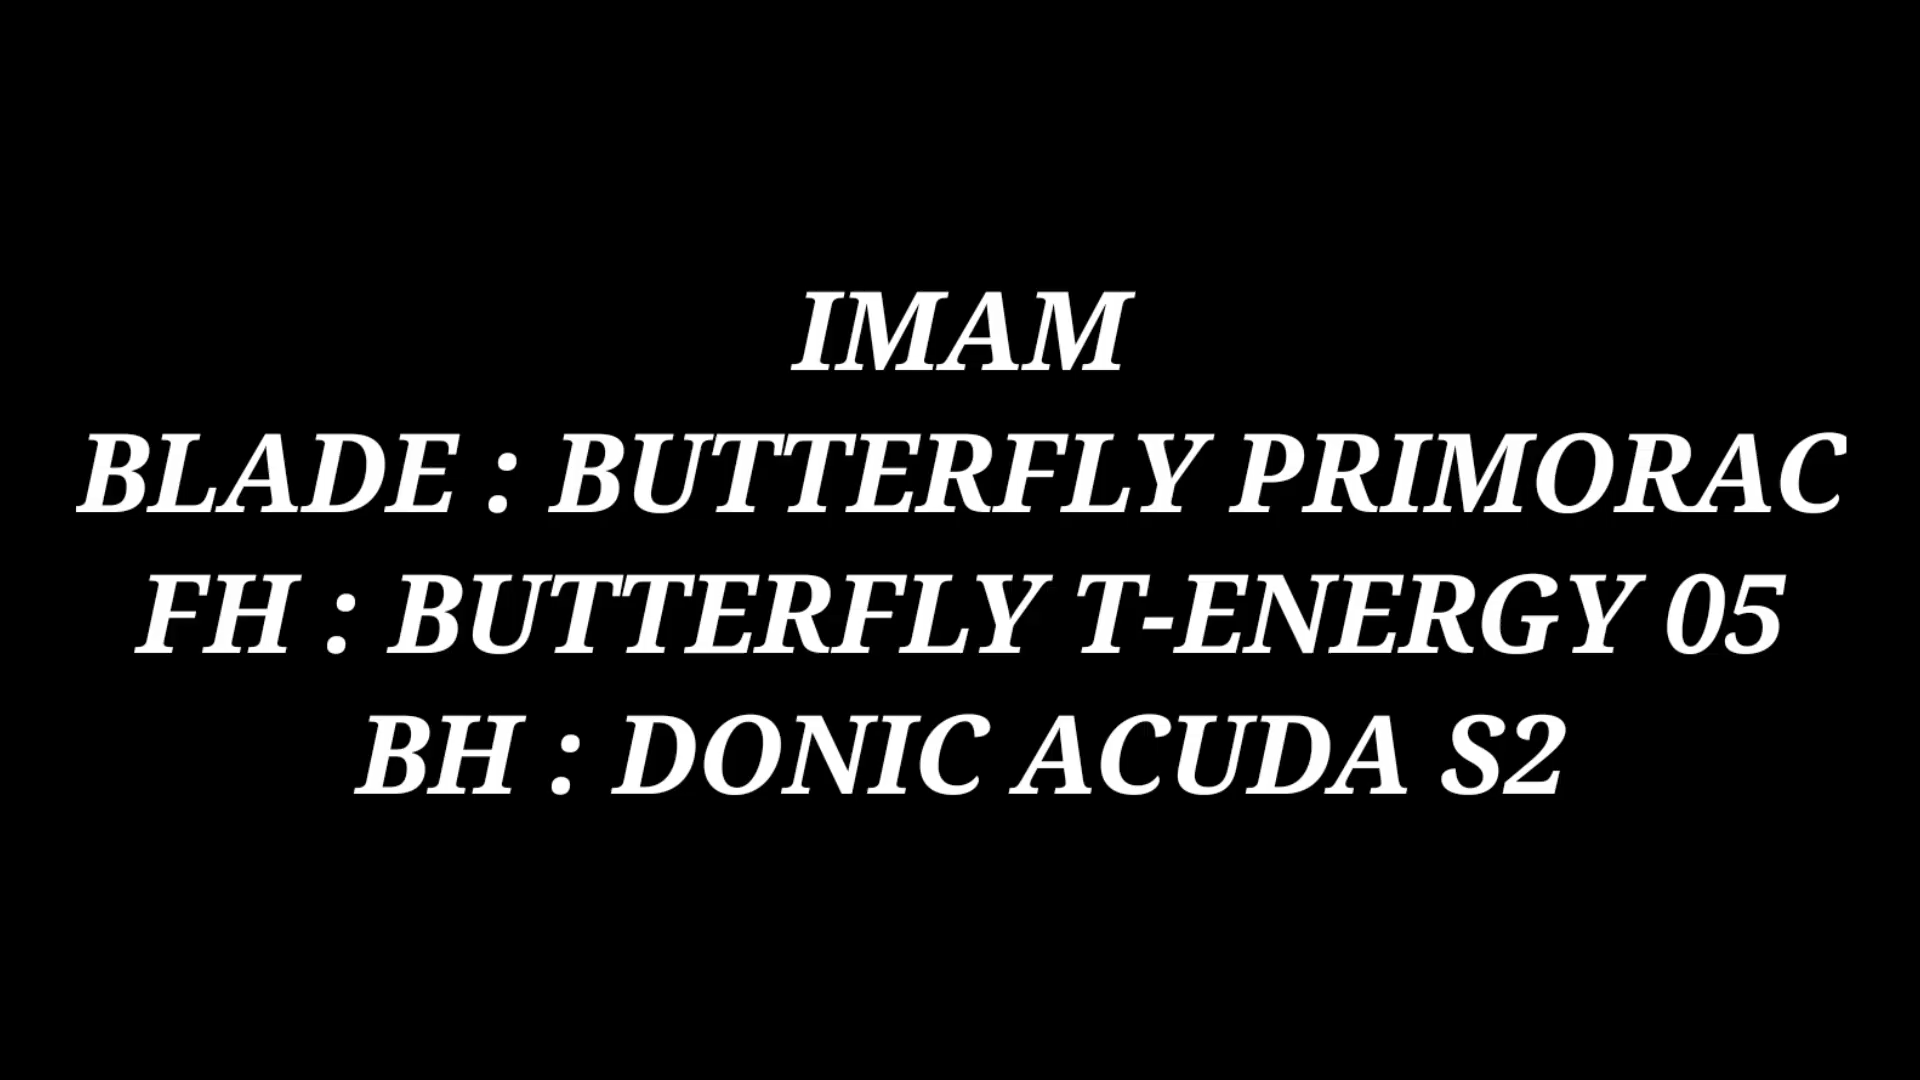 IMAM
BLADE : BUTTERFLY PRIMORAC
FH : BUTTERFLY T-ENERGY 05
BH : DONIC ACUDA S2